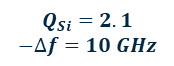 Q_Si = 2.1
−Δf = 10 GHz